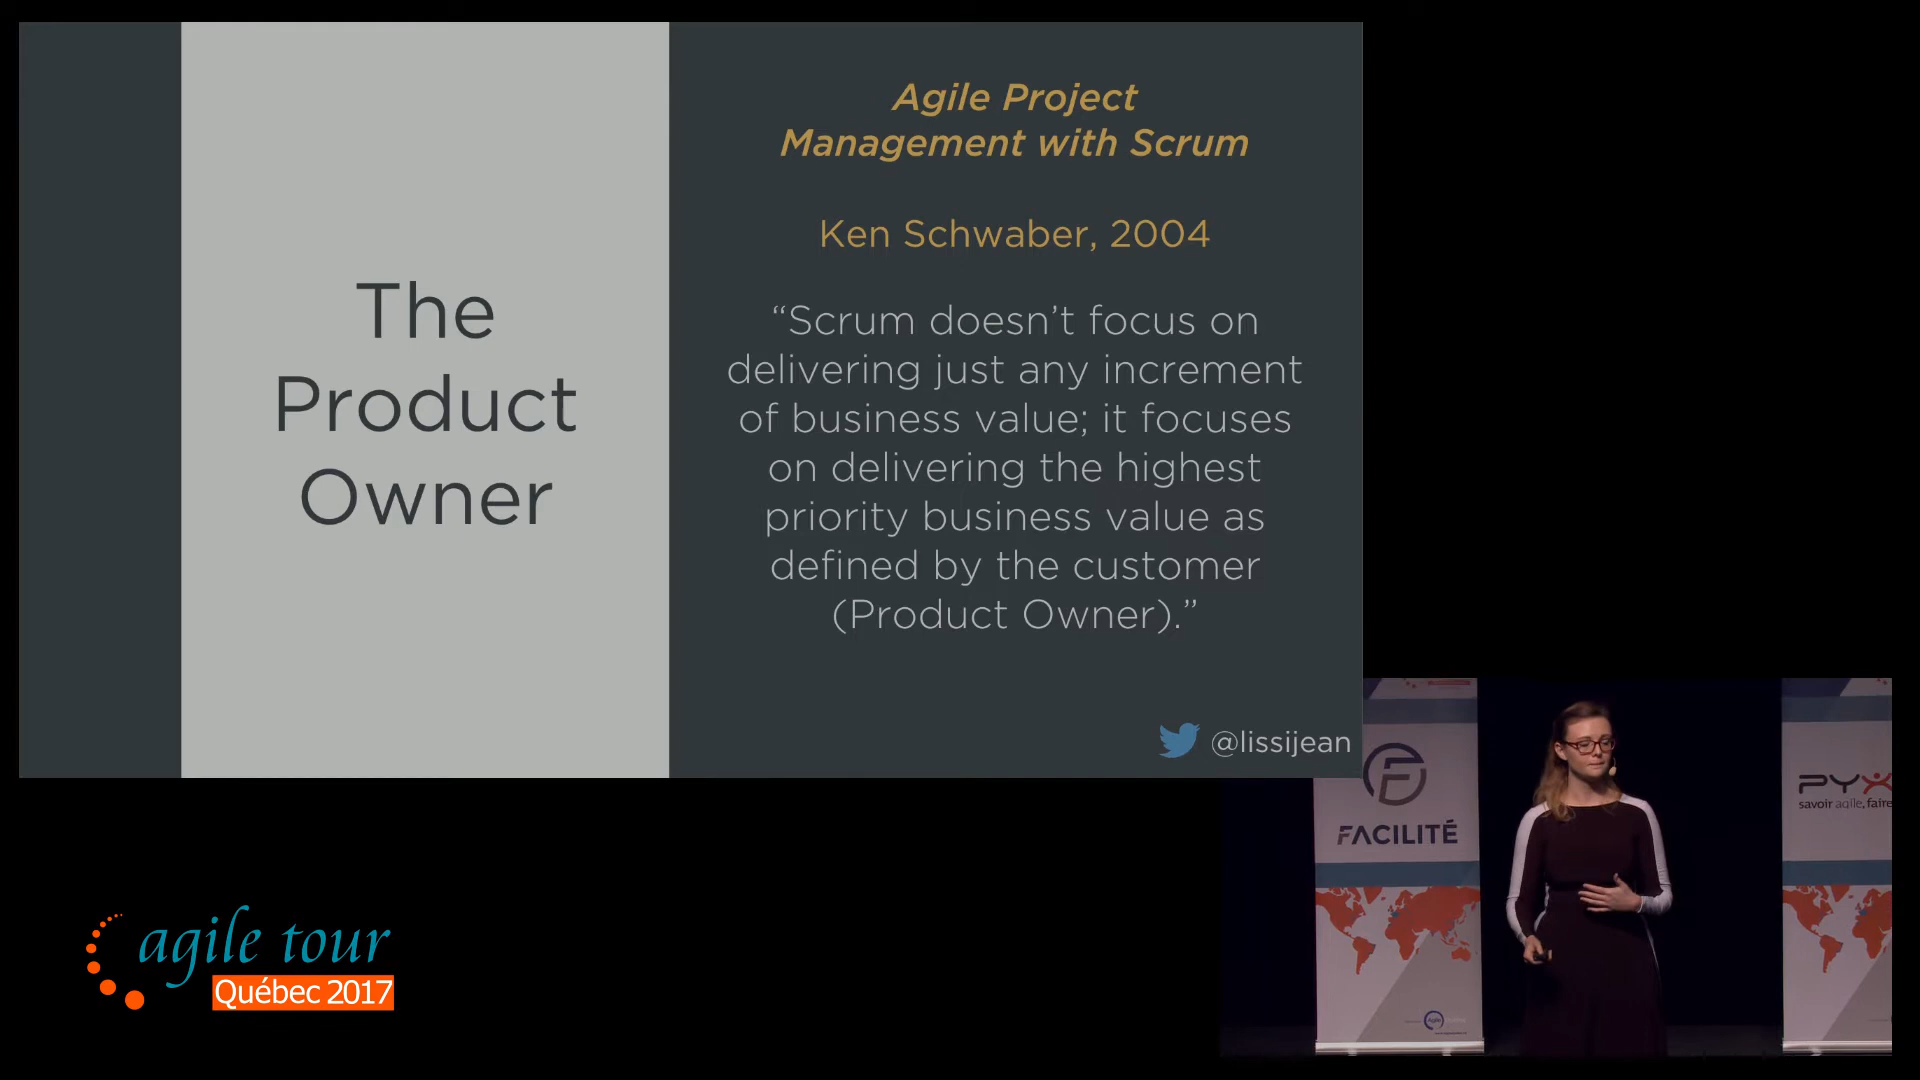 The
Product
Owner
Agile Project
Management with Scrum
Ken Schwaber, 2004
“Scrum doesn’t focus on
delivering just any increment
of business value; it focuses
on delivering the highest
priority business value as
defined by the customer
(Product Owner).”
@lissijean
FACILITÉ
PYX
savoir agile, faire
agile tour
Québec 2017